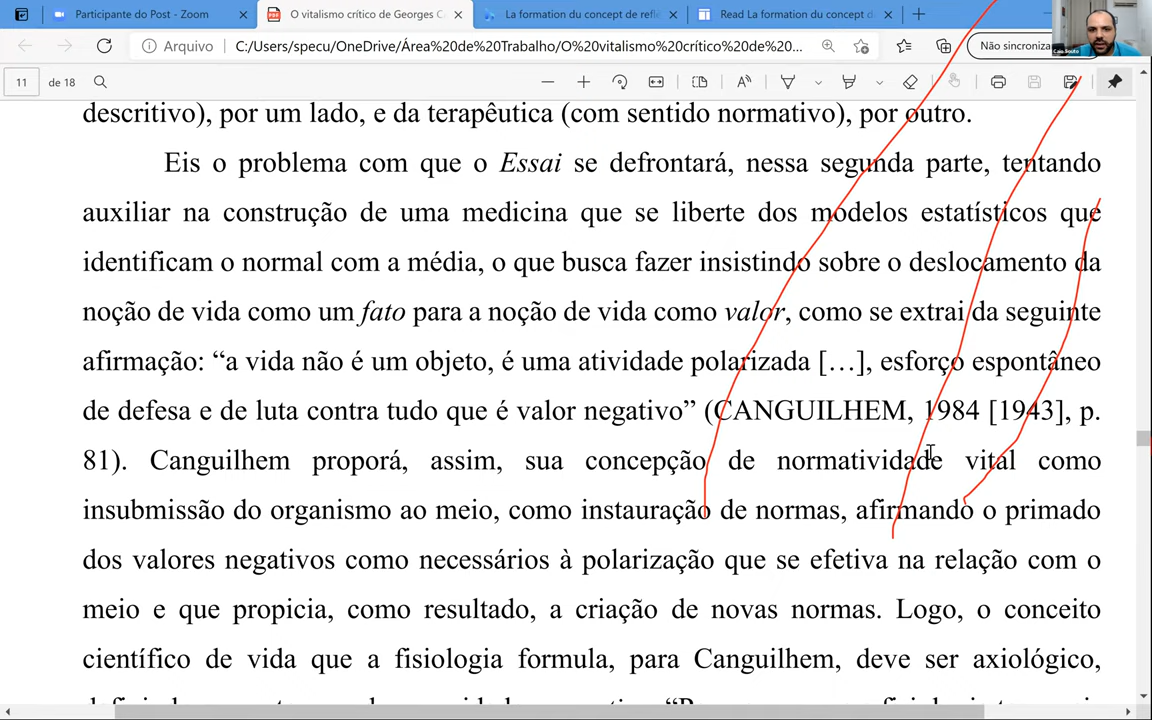 Participante do Post - Zoom
O vitalismo crítico de Georges C
La formation du concept de refle
Read La formation du concept d
Arquivo
C:/Users/specu/OneDrive/Área%20de%20Trabalho/O%20vitalismo%20crítico%20de%20...
Não sincroniza
Caio Souto
11 de 18
descritivo), por um lado, e da terapêutica (com sentido normativo), por outro.
Eis o problema com que o Essai se defrontará, nessa segunda parte, tentando
auxiliar na construção de uma medicina que se liberte dos modelos estatísticos que
identificam o normal com a média, o que busca fazer insistindo sobre o deslocamento da
noção de vida como um fato para a noção de vida como valor, como se extrai da seguinte
afirmação: “a vida não é um objeto, é uma atividade polarizada […], esforço espontâneo
de defesa e de luta contra tudo que é valor negativo” (CANGUILHEM, 1984 [1943], p.
81). Canguilhem proporá, assim, sua concepção de normatividade vital como
insubmissão do organismo ao meio, como instauração de normas, afirmando o primado
dos valores negativos como necessários à polarização que se efetiva na relação com o
meio e que propicia, como resultado, a criação de novas normas. Logo, o conceito
científico de vida que a fisiologia formula, para Canguilhem, deve ser axiológico,